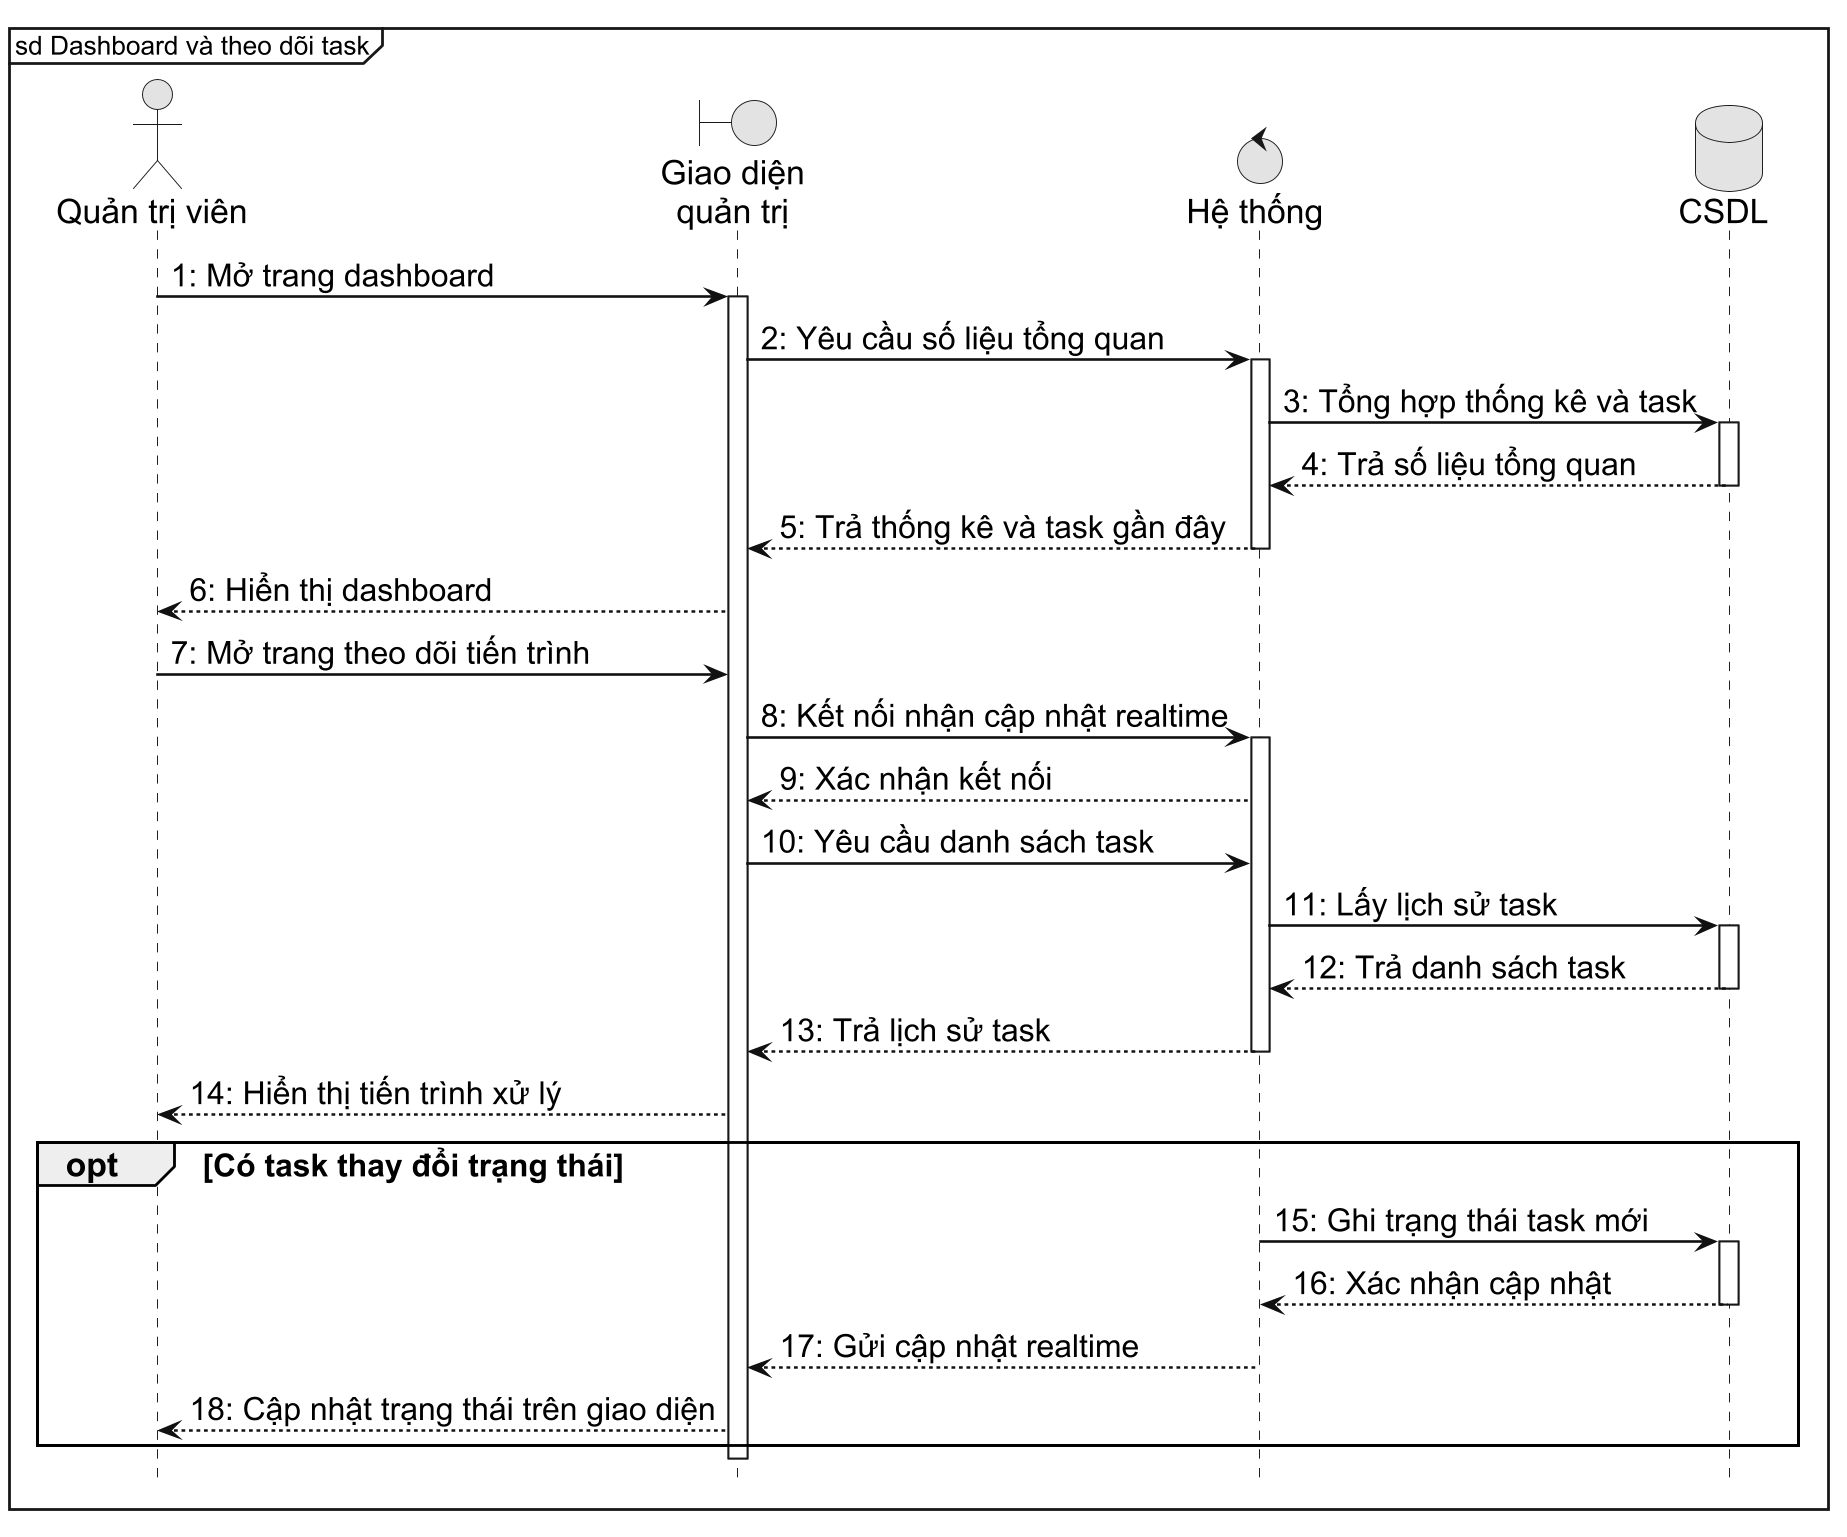 sd Dashboard và theo dõi task
Quản trị viên
Giao diện
quản trị
Hệ thống
CSDL
1: Mở trang dashboard
2: Yêu cầu số liệu tổng quan
3: Tổng hợp thống kê và task
4: Trả số liệu tổng quan
5: Trả thống kê và task gần đây
6: Hiển thị dashboard
7: Mở trang theo dõi tiến trình
8: Kết nối nhận cập nhật realtime
9: Xác nhận kết nối
10: Yêu cầu danh sách task
11: Lấy lịch sử task
12: Trả danh sách task
13: Trả lịch sử task
14: Hiển thị tiến trình xử lý
opt [Có task thay đổi trạng thái]
15: Ghi trạng thái task mới
16: Xác nhận cập nhật
17: Gửi cập nhật realtime
18: Cập nhật trạng thái trên giao diện